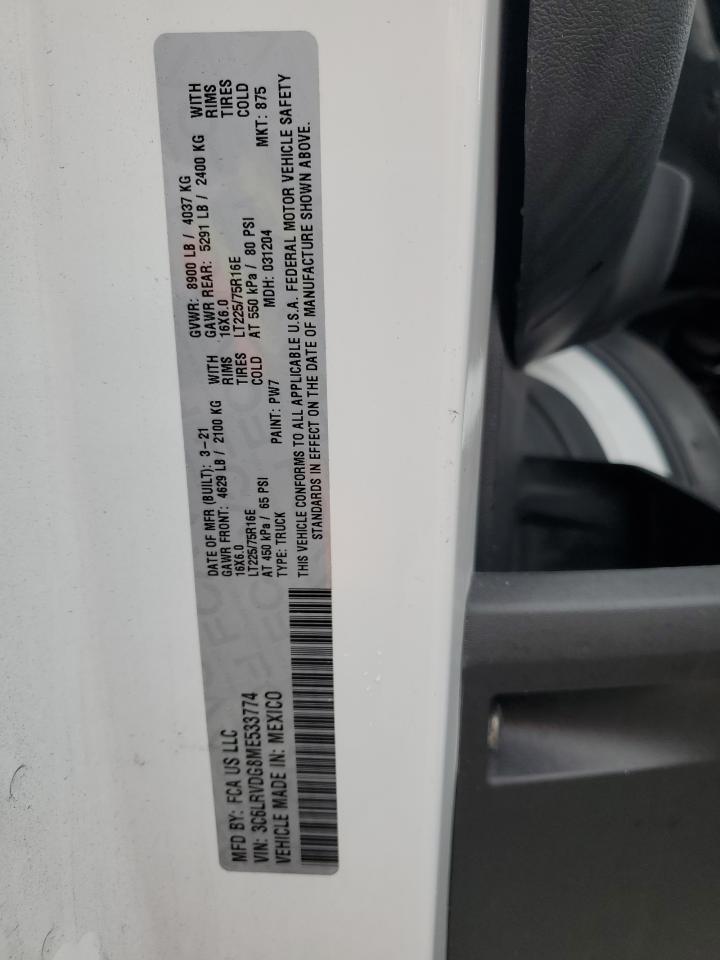 MFD BY: FCA US LLC
VIN: 3C6LRVDG8ME533774
VEHICLE MADE IN: MEXICO
DATE OF MFR (BUILT): 3-21 GVWR: 8900 LB / 4037 KG
GAWR FRONT: 4629 LB / 2100 KG WITH GAWR REAR: 5291 LB / 2400 KG WITH
16X6.0 RIMS 16X6.0 RIMS
LT225/75R16E TIRES LT225/75R16E TIRES
AT 450 kPa / 65 PSI COLD AT 550 kPa / 80 PSI COLD
TYPE: TRUCK PAINT: PW7 MDH: 031204 MKT: 875
THIS VEHICLE CONFORMS TO ALL APPLICABLE U.S.A. FEDERAL MOTOR VEHICLE SAFETY
STANDARDS IN EFFECT ON THE DATE OF MANUFACTURE SHOWN ABOVE.